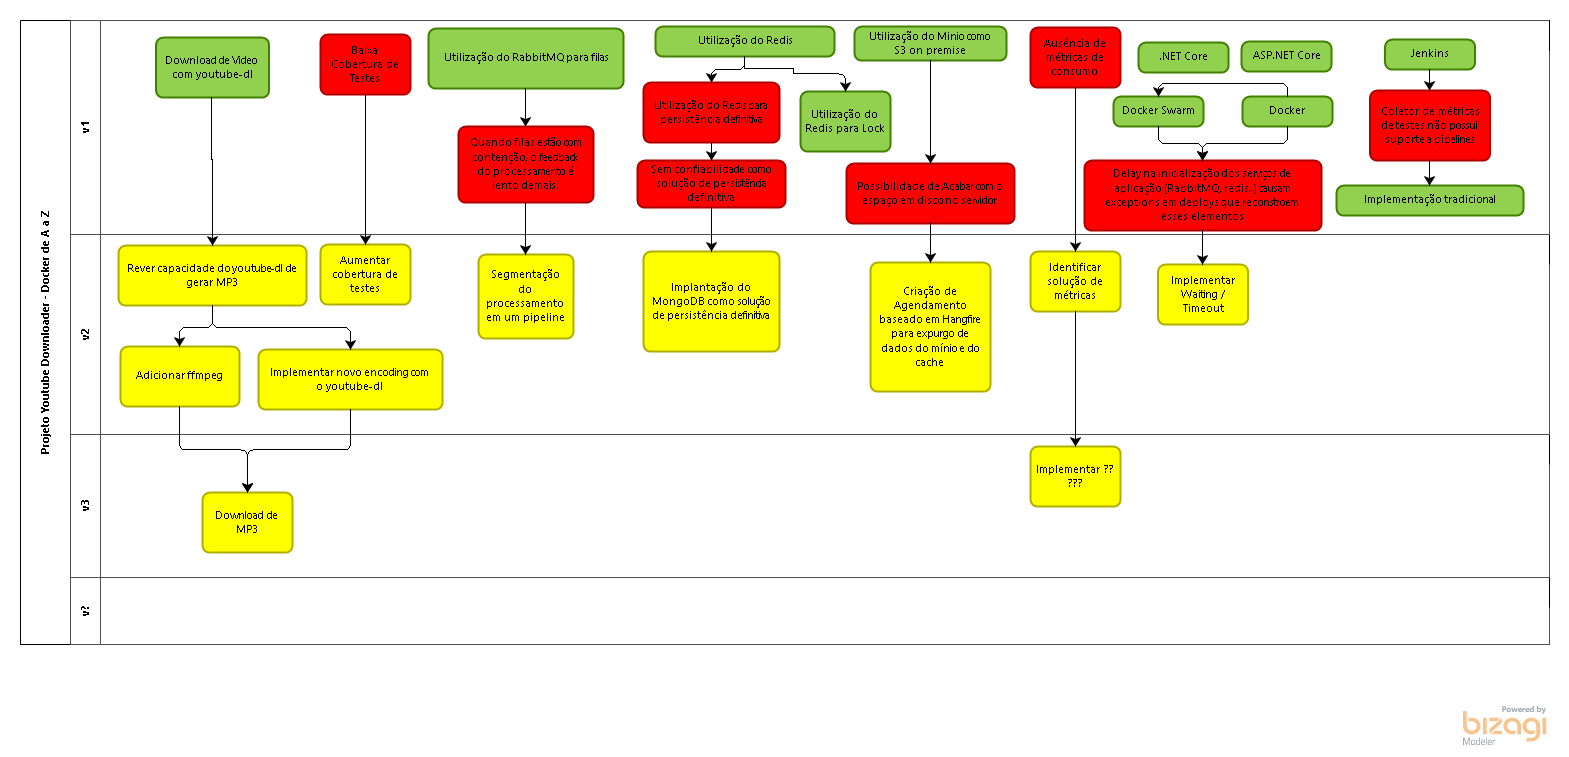 Projeto Youtube Downloader - Docker de A a Z
v1
Download de Vídeo
com youtube-dl
Baixa
Cobertura de
Testes
Utilização do RabbitMQ para filas
Utilização do Redis
Utilização do Minio como
S3 on premise
Ausência de
métricas de
consumo
.NET Core
ASP.NET Core
Jenkins
Utilização do Redis para
persistência definitiva
Utilização do
Redis para Lock
Docker Swarm
Docker
Coletor de métricas
de testes não possui
suporte a pipelines
Quando filas estão com
contenção, o feedback
do processamento é
lento demais.
Sem confiabilidade como
solução de persistência
definitiva
Possibilidade de Acabar com o
espaço em disco no servidor
Delay na inicialização dos serviços de
aplicação (RabbitMQ, redis...) causam
exceptions em deploys que reconstroem
esses elementos
Implementação tradicional
v2
Rever capacidade do youtube-dl de
gerar MP3
Aumentar
cobertura de
testes
Segmentação
do
processamento
em um pipeline
Implantação do
MongoDB como solução
de persistência definitiva
Criação de
Agendamento
baseado em Hangfire
para expurgo de
dados do mínio e do
cache
Identificar
solução de
métricas
Implementar
Waiting /
Timeout
Adicionar ffmpeg
Implementar novo encoding com
o youtube-dl
v3
Download de
MP3
Implementar ??
???
v?
Powered by
bizagi
Modeler